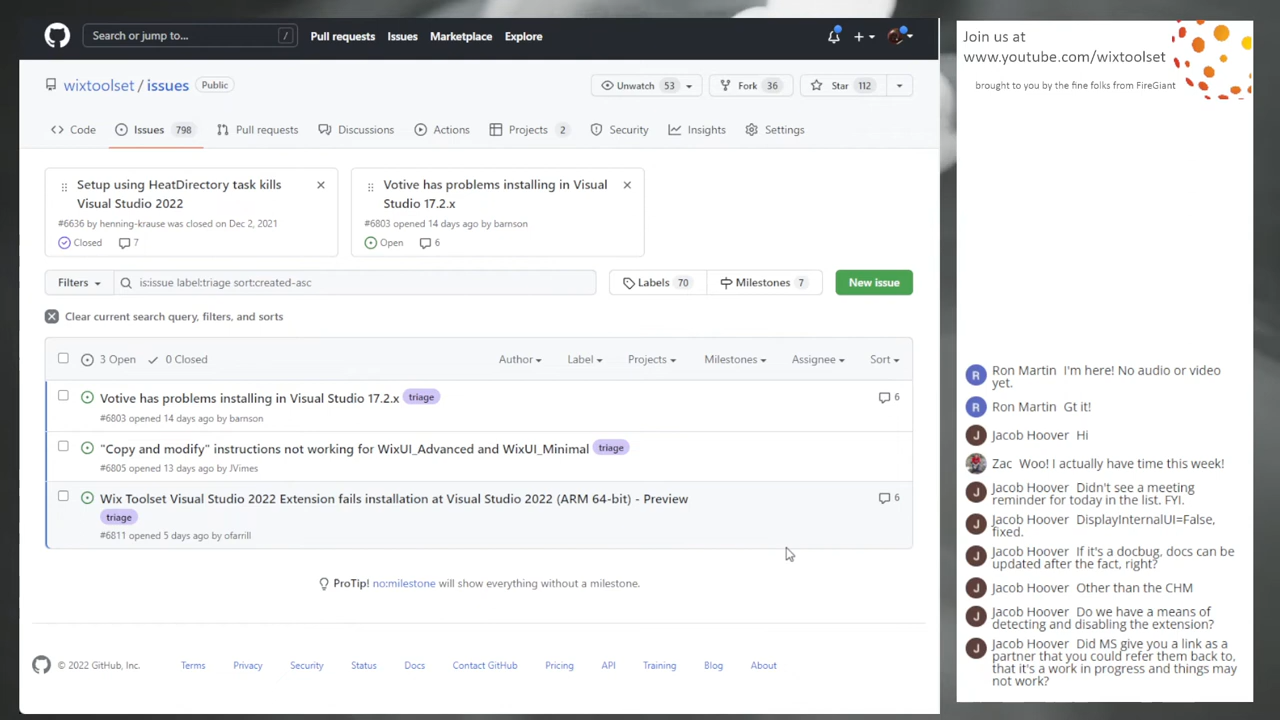 Search or jump to...
/
Pull requests
Issues
Marketplace
Explore
wixtoolset / issues
Public
Unwatch 53
Fork 36
Star 112
Code
Issues 798
Pull requests
Discussions
Actions
Projects 2
Security
Insights
Settings
Setup using HeatDirectory task kills
Visual Studio 2022
#6636 by henning-krause was closed on Dec 2, 2021
Closed 7
Votive has problems installing in Visual
Studio 17.2.x
#6803 opened 14 days ago by barnson
Open 6
Filters
is:issue label:triage sort:created-asc
Labels 70
Milestones 7
New issue
Clear current search query, filters, and sorts
3 Open
0 Closed
Author
Label
Projects
Milestones
Assignee
Sort
Votive has problems installing in Visual Studio 17.2.x triage
6
#6803 opened 14 days ago by barnson
"Copy and modify" instructions not working for WixUI_Advanced and WixUI_Minimal triage
#6805 opened 13 days ago by JVimes
Wix Toolset Visual Studio 2022 Extension fails installation at Visual Studio 2022 (ARM 64-bit) - Preview
6
triage
#6811 opened 5 days ago by ofarrill
ProTip! no:milestone will show everything without a milestone.
© 2022 GitHub, Inc.
Terms
Privacy
Security
Status
Docs
Contact GitHub
Pricing
API
Training
Blog
About
Join us at
www.youtube.com/wixtoolset
brought to you by the fine folks from FireGiant
R Ron Martin I'm here! No audio or video
yet.
R Ron Martin Gt it!
J Jacob Hoover Hi
Zac Woo! I actually have time this week!
J Jacob Hoover Didn't see a meeting
reminder for today in the list. FYI.
J Jacob Hoover DisplayInternalUI=False,
fixed.
J Jacob Hoover If it's a docbug, docs can be
updated after the fact, right?
J Jacob Hoover Other than the CHM
J Jacob Hoover Do we have a means of
detecting and disabling the extension?
J Jacob Hoover Did MS give you a link as a
partner that you could refer them back to,
that it's a work in progress and things may
not work?